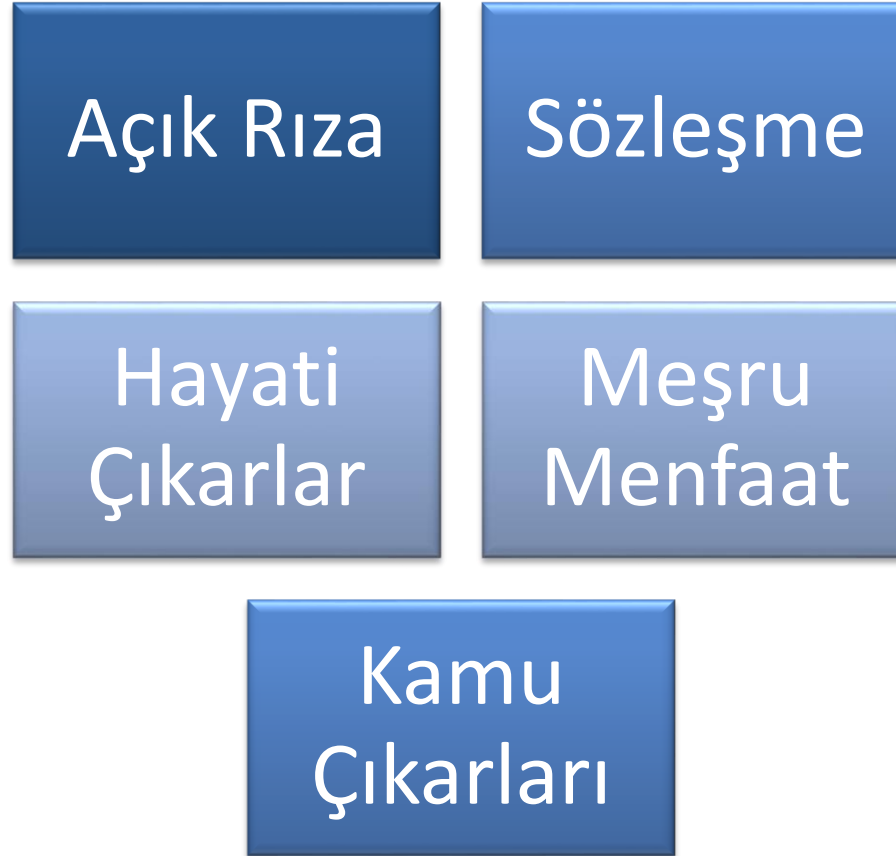 Açık Rıza
Sözleşme
Hayati
Çıkarlar
Meşru
Menfaat
Kamu
Çıkarları